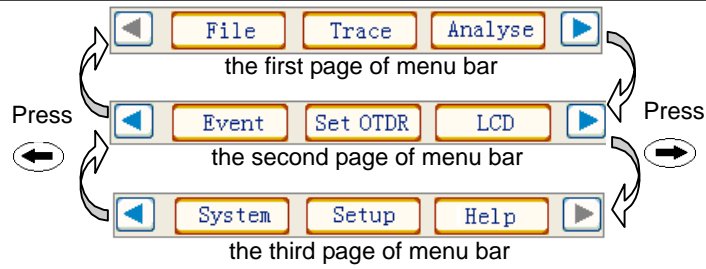 File Trace Analyse
the first page of menu bar
Press
Press
Event Set OTDR LCD
the second page of menu bar
System Setup Help
the third page of menu bar